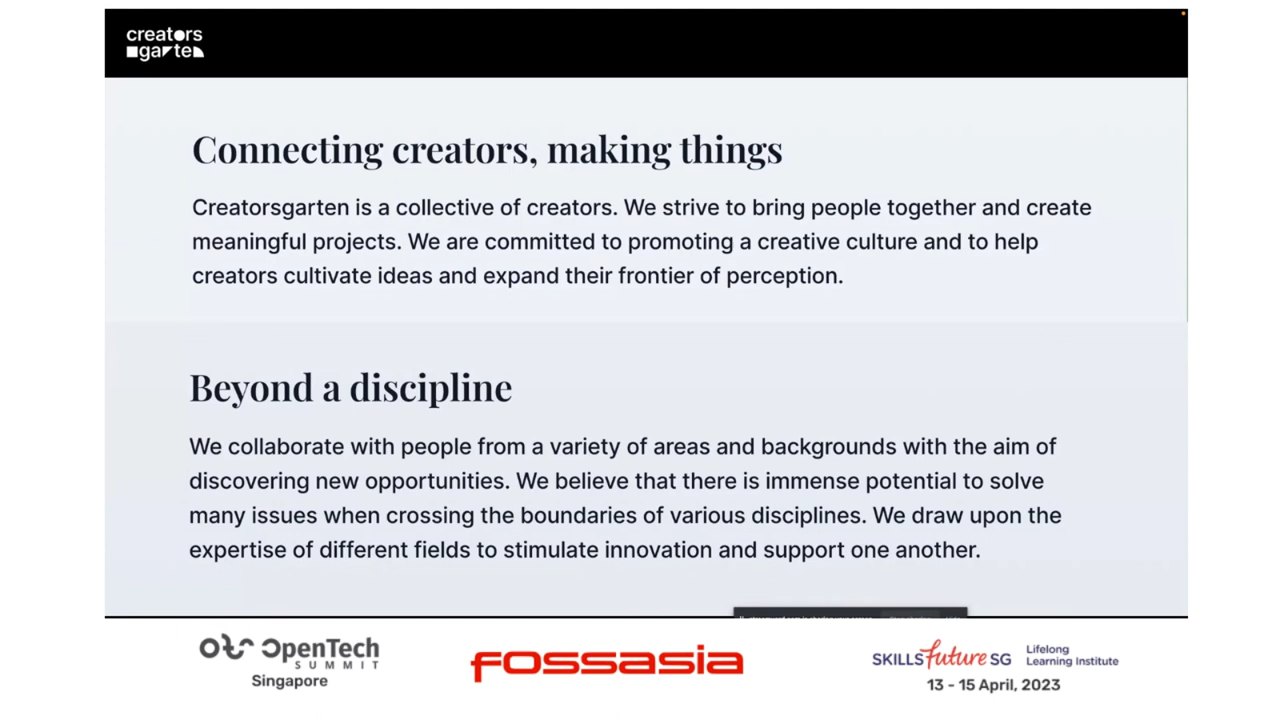 creators
garten
Connecting creators, making things
Creatorsgarten is a collective of creators. We strive to bring people together and create
meaningful projects. We are committed to promoting a creative culture and to help
creators cultivate ideas and expand their frontier of perception.
Beyond a discipline
We collaborate with people from a variety of areas and backgrounds with the aim of
discovering new opportunities. We believe that there is immense potential to solve
many issues when crossing the boundaries of various disciplines. We draw upon the
expertise of different fields to stimulate innovation and support one another.
OpenTech
SUMMIT
Singapore
fossasia
SKILLS future SG
Lifelong
Learning Institute
13 - 15 April, 2023